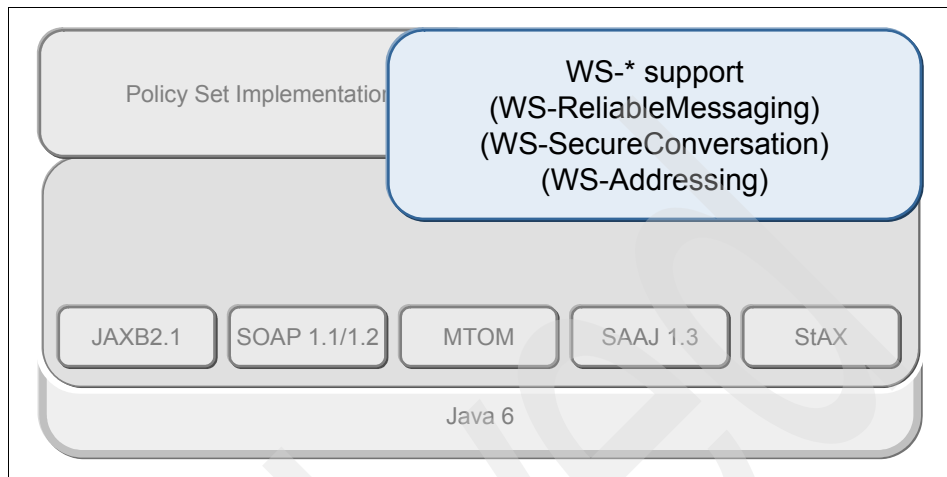 Policy Set Implementation
WS-* support
(WS-ReliableMessaging)
(WS-SecureConversation)
(WS-Addressing)
JAXB2.1
SOAP 1.1/1.2
MTOM
SAAJ 1.3
StAX
Java 6